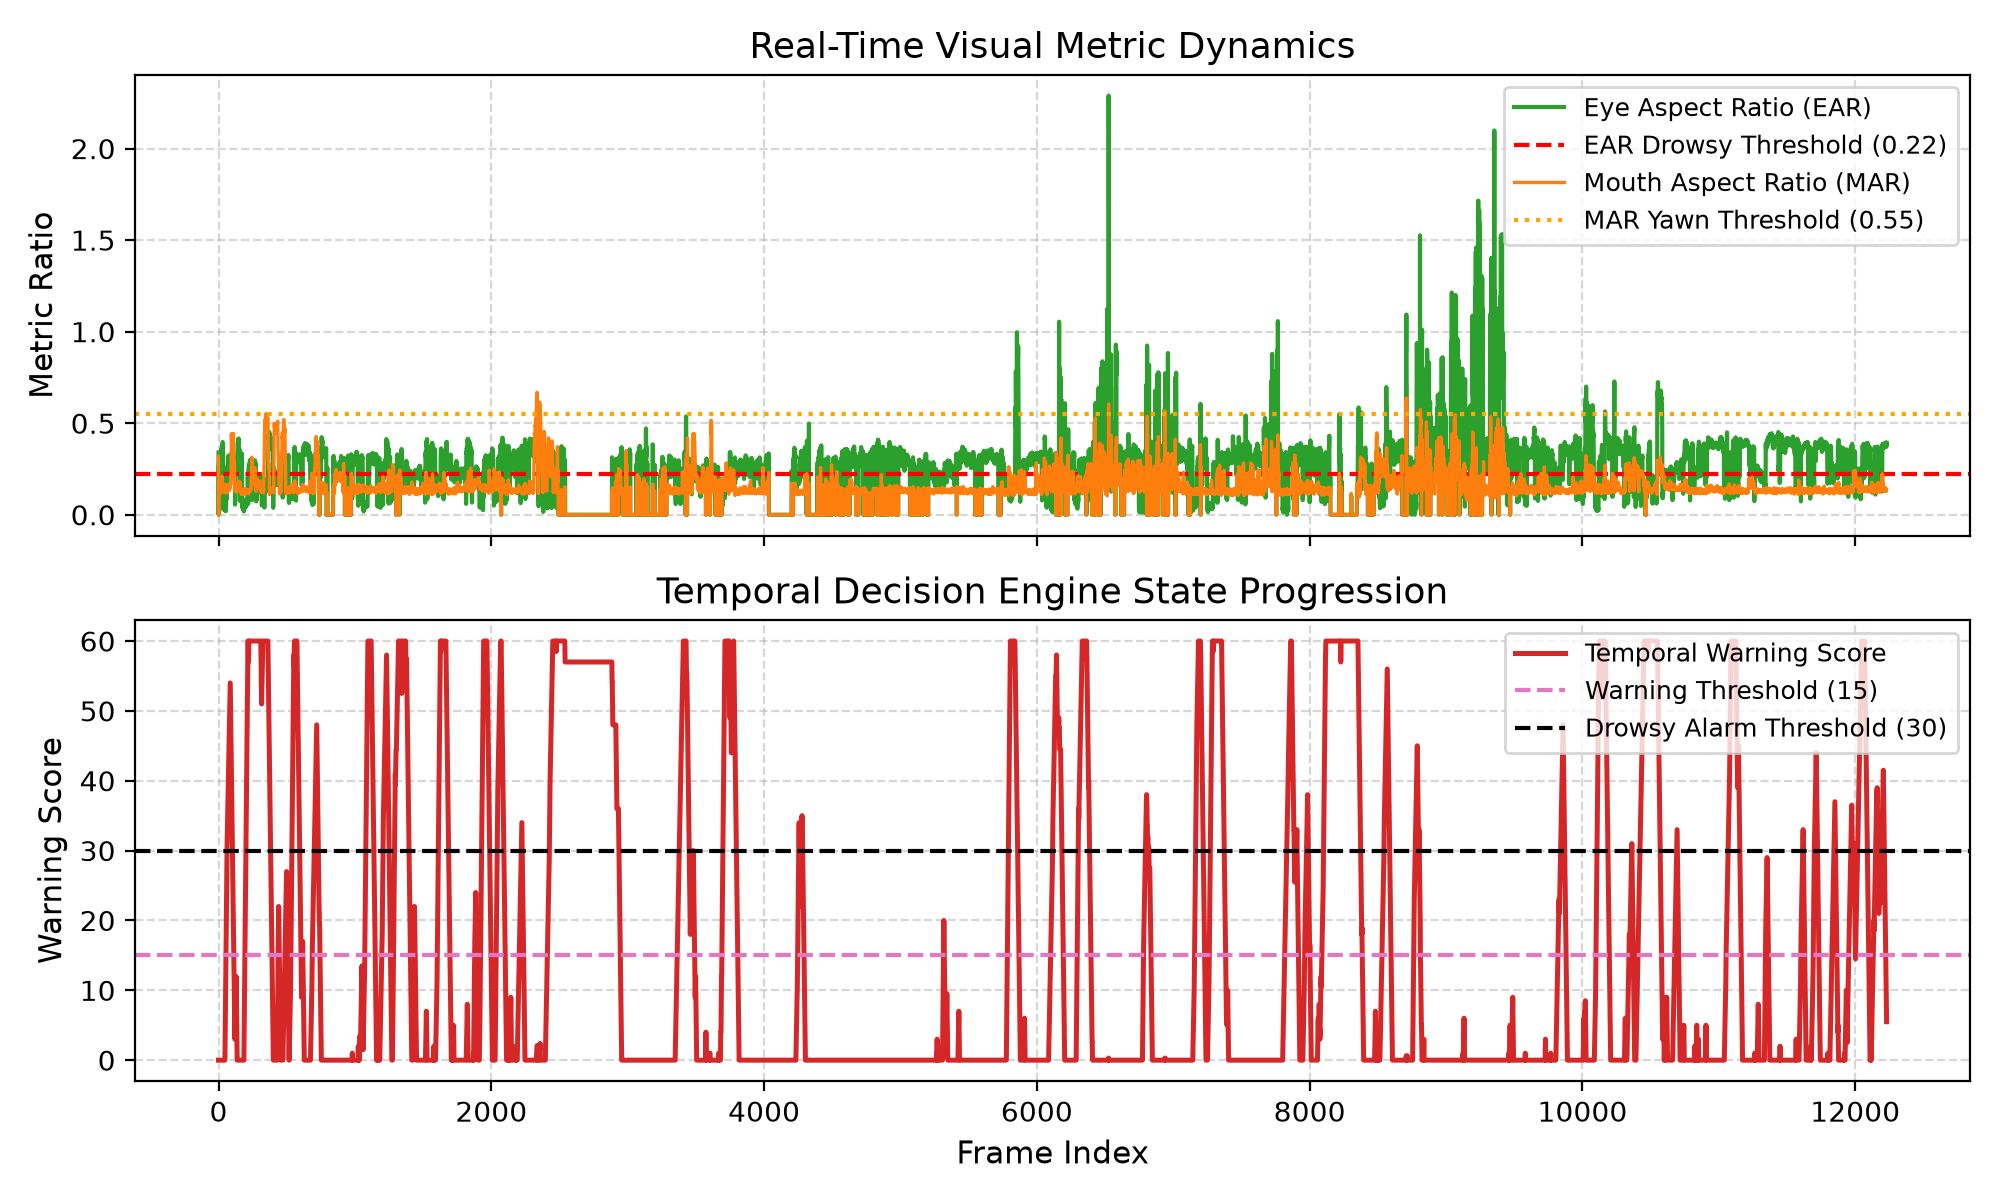 Real-Time Visual Metric Dynamics
Metric Ratio
2.0
1.5
1.0
0.5
0.0
Eye Aspect Ratio (EAR)
EAR Drowsy Threshold (0.22)
Mouth Aspect Ratio (MAR)
MAR Yawn Threshold (0.55)
Temporal Decision Engine State Progression
Warning Score
60
50
40
30
20
10
0
Temporal Warning Score
Warning Threshold (15)
Drowsy Alarm Threshold (30)
0 2000 4000 6000 8000 10000 12000
Frame Index